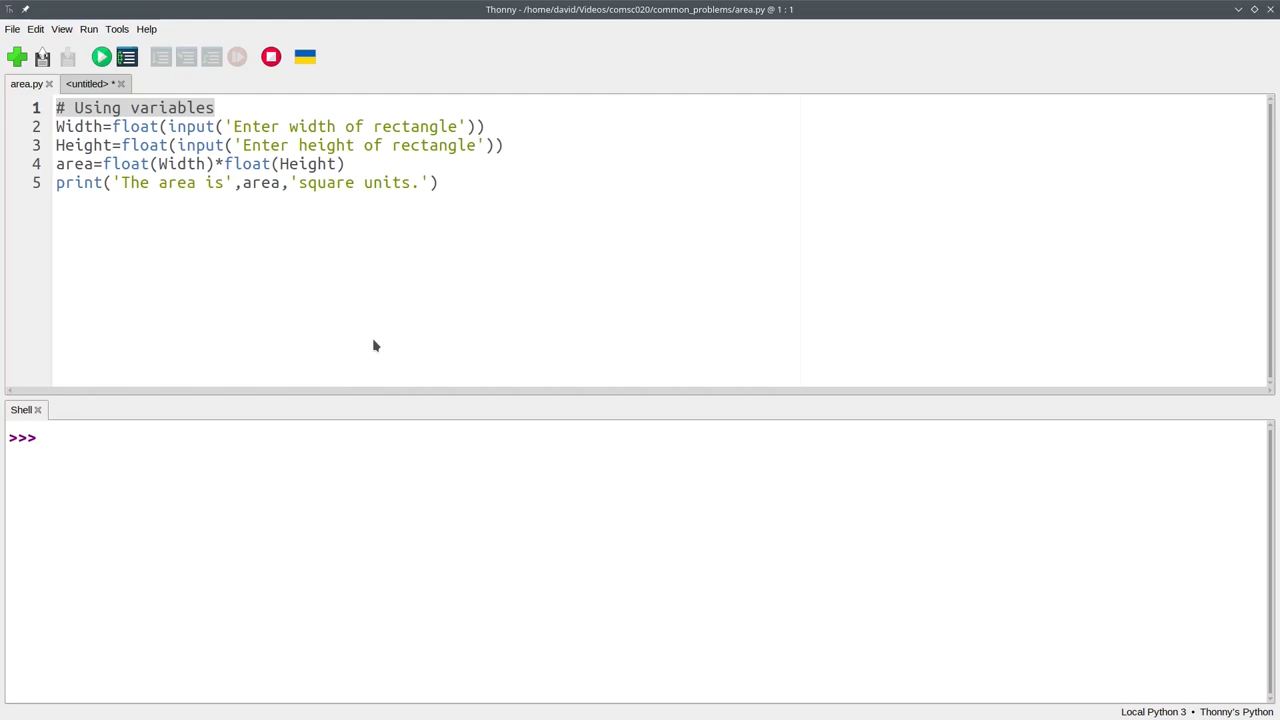 Thonny - /home/david/Videos/comsc020/common_problems/area.py @ 1 : 1
File Edit View Run Tools Help
area.py <untitled> *
1 # Using variables
2 Width=float(input('Enter width of rectangle'))
3 Height=float(input('Enter height of rectangle'))
4 area=float(Width)*float(Height)
5 print('The area is',area,'square units.')
Shell
>>>
Local Python 3 • Thonny's Python